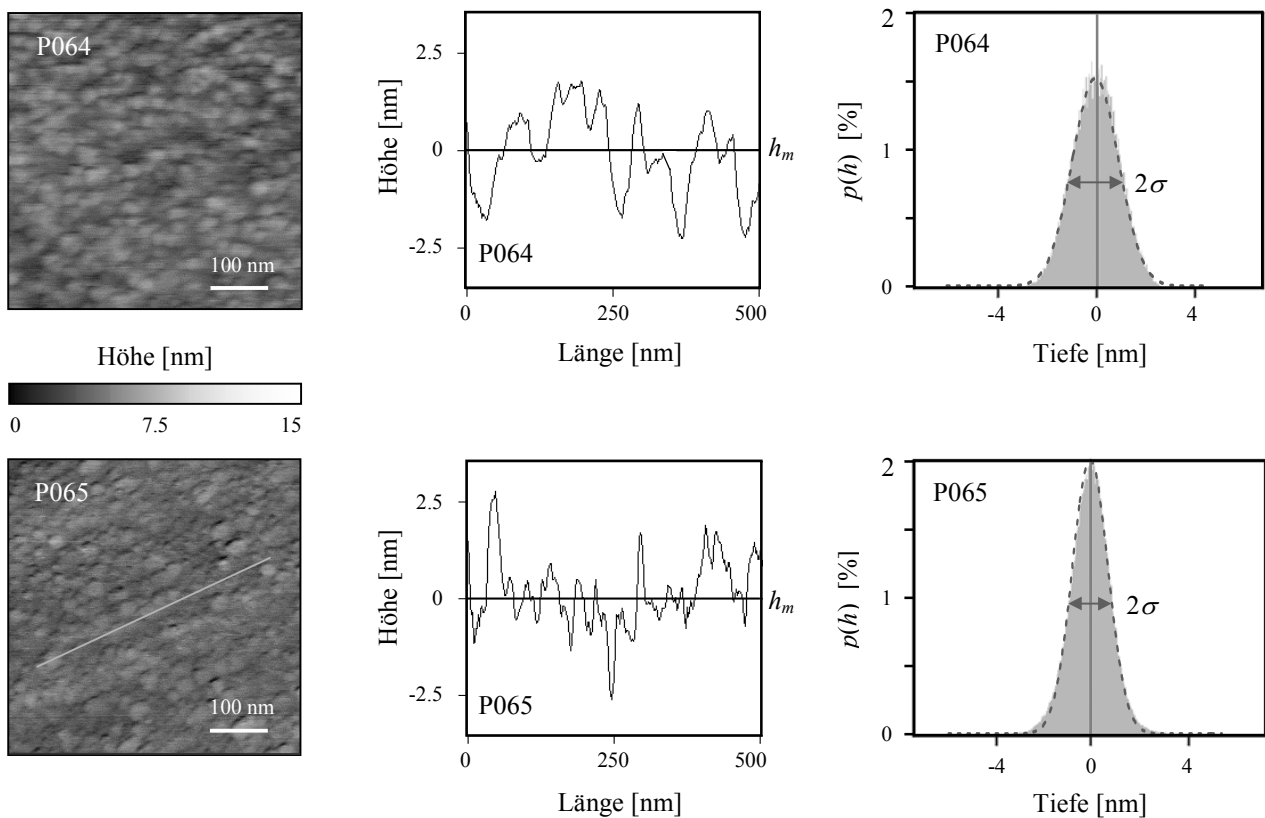 P064
100 nm
Höhe [nm]
0 7.5 15
P065
100 nm
Höhe [nm]
2.5
0
-2.5
P064
h_m
0 250 500
Länge [nm]
Höhe [nm]
2.5
0
-2.5
P065
h_m
0 250 500
Länge [nm]
p(h) [%]
2
1
0
P064
2σ
-4 0 4
Tiefe [nm]
p(h) [%]
2
1
0
P065
2σ
-4 0 4
Tiefe [nm]